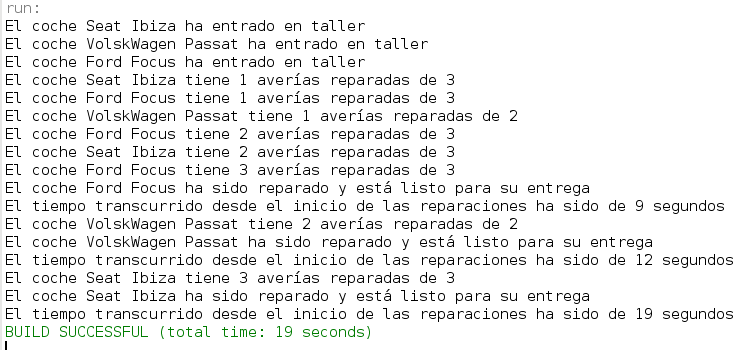 run:
El coche Seat Ibiza ha entrado en taller
El coche VolskWagen Passat ha entrado en taller
El coche Ford Focus ha entrado en taller
El coche Seat Ibiza tiene 1 averías reparadas de 3
El coche Ford Focus tiene 1 averías reparadas de 3
El coche VolskWagen Passat tiene 1 averías reparadas de 2
El coche Ford Focus tiene 2 averías reparadas de 3
El coche Seat Ibiza tiene 2 averías reparadas de 3
El coche Ford Focus tiene 3 averías reparadas de 3
El coche Ford Focus ha sido reparado y está listo para su entrega
El tiempo transcurrido desde el inicio de las reparaciones ha sido de 9 segundos
El coche VolskWagen Passat tiene 2 averías reparadas de 2
El coche VolskWagen Passat ha sido reparado y está listo para su entrega
El tiempo transcurrido desde el inicio de las reparaciones ha sido de 12 segundos
El coche Seat Ibiza tiene 3 averías reparadas de 3
El coche Seat Ibiza ha sido reparado y está listo para su entrega
El tiempo transcurrido desde el inicio de las reparaciones ha sido de 19 segundos
BUILD SUCCESSFUL (total time: 19 seconds)